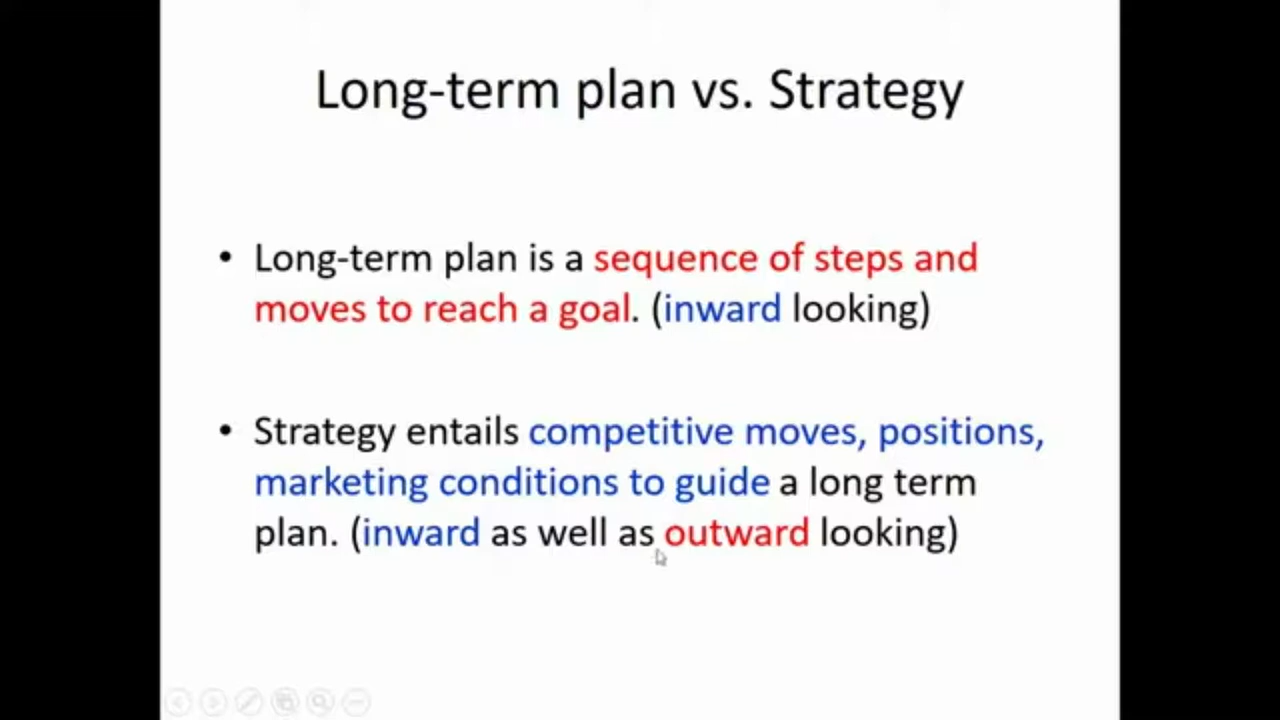 Long-term plan vs. Strategy
• Long-term plan is a sequence of steps and
moves to reach a goal. (inward looking)
• Strategy entails competitive moves, positions,
marketing conditions to guide a long term
plan. (inward as well as outward looking)